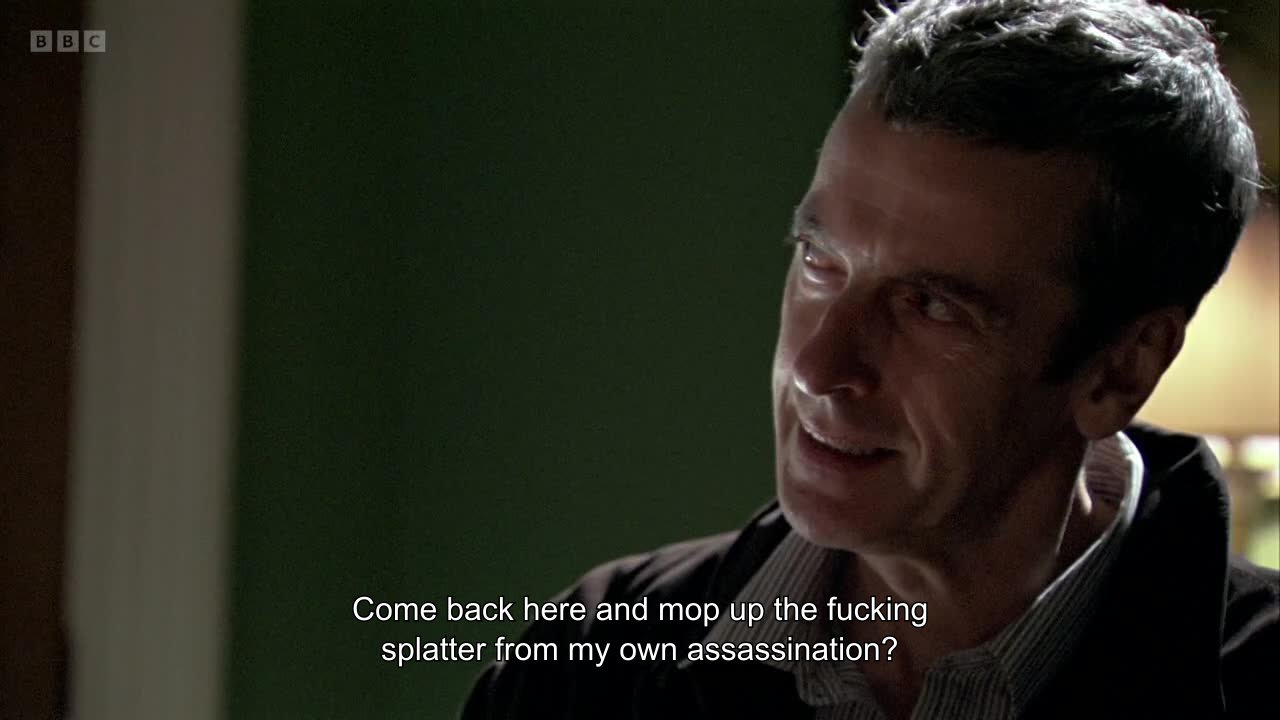 BBC
Come back here and mop up the fucking
splatter from my own assassination?